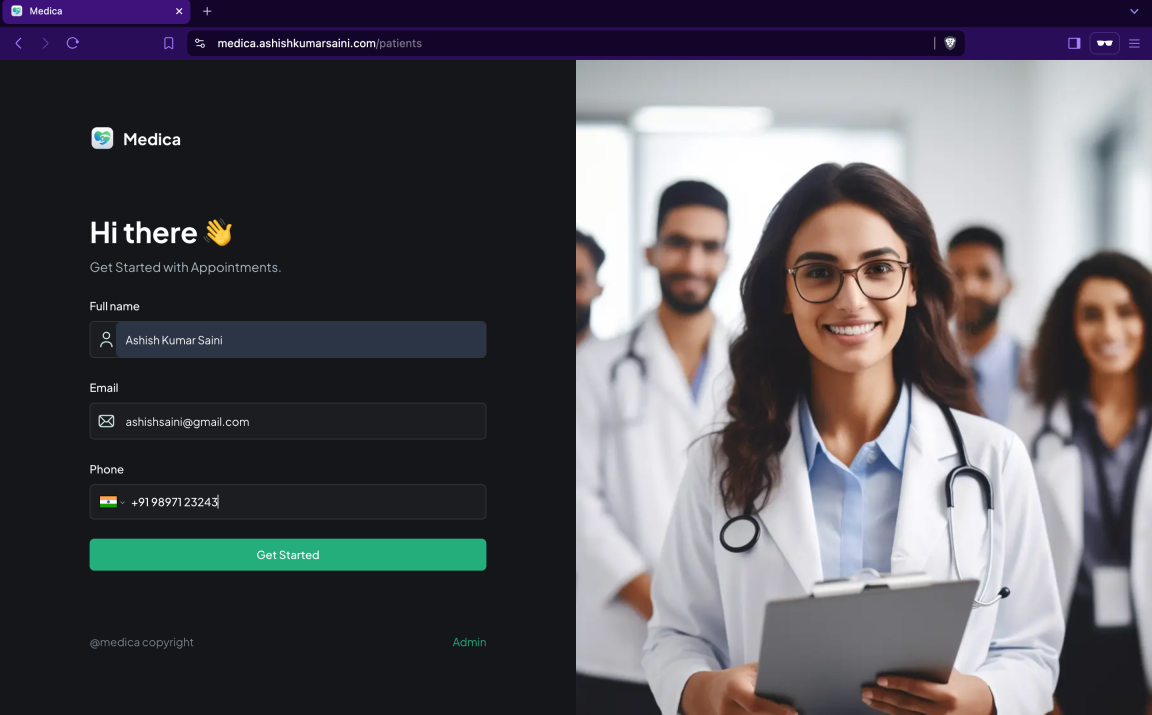 Medica
medica.ashishkumarsaini.com/patients
Medica
Hi there 👋
Get Started with Appointments.
Full name
Ashish Kumar Saini
Email
ashishsaini@gmail.com
Phone
+91 98971 23243
Get Started
@medica copyright
Admin